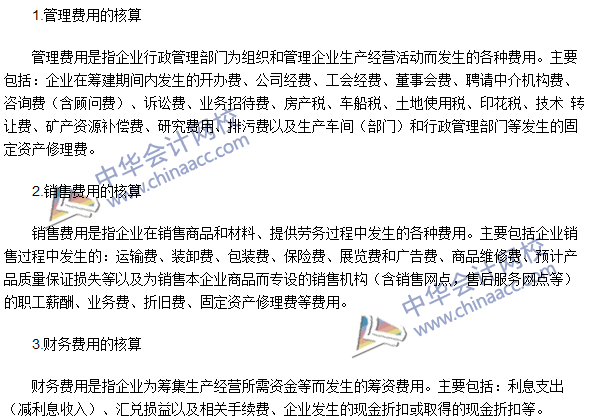 1.管理费用的核算
管理费用是指企业行政管理部门为组织和管理企业生产经营活动而发生的各种费用。主要
包括：企业在筹建期间内发生的开办费、公司经费、工会经费、董事会费、聘请中介机构费、
咨询费（含顾问费）、诉讼费、业务招待费、房产税、车船税、土地使用税、印花税、技术 转
让费、矿产资源补偿费、研究费用、排污费以及生产车间（部门）和行政管理部门等发生的固
定资产修理费。
中华会计网校
www.chinaacc.com
2.销售费用的核算
销售费用是指企业在销售商品和材料、提供劳务过程中发生的各种费用。主要包括企业销
售过程中发生的：运输费、装卸费、包装费、保险费、展览费和广告费、商品维修费、预计产
品质量保证损失等以及为销售本企业商品而专设的销售机构（含销售网点，售后服务网点等）
的职工薪酬、业务费、折旧费、固定资产修理费等费用。
中华会计网校
www.chinaacc.com
3.财务费用的核算
财务费用是指企业为筹集生产经营所需资金等而发生的筹资费用。主要包括：利息支出
（减利息收入）、汇兑损益以及相关手续费、企业发生的现金折扣或取得的现金折扣等。